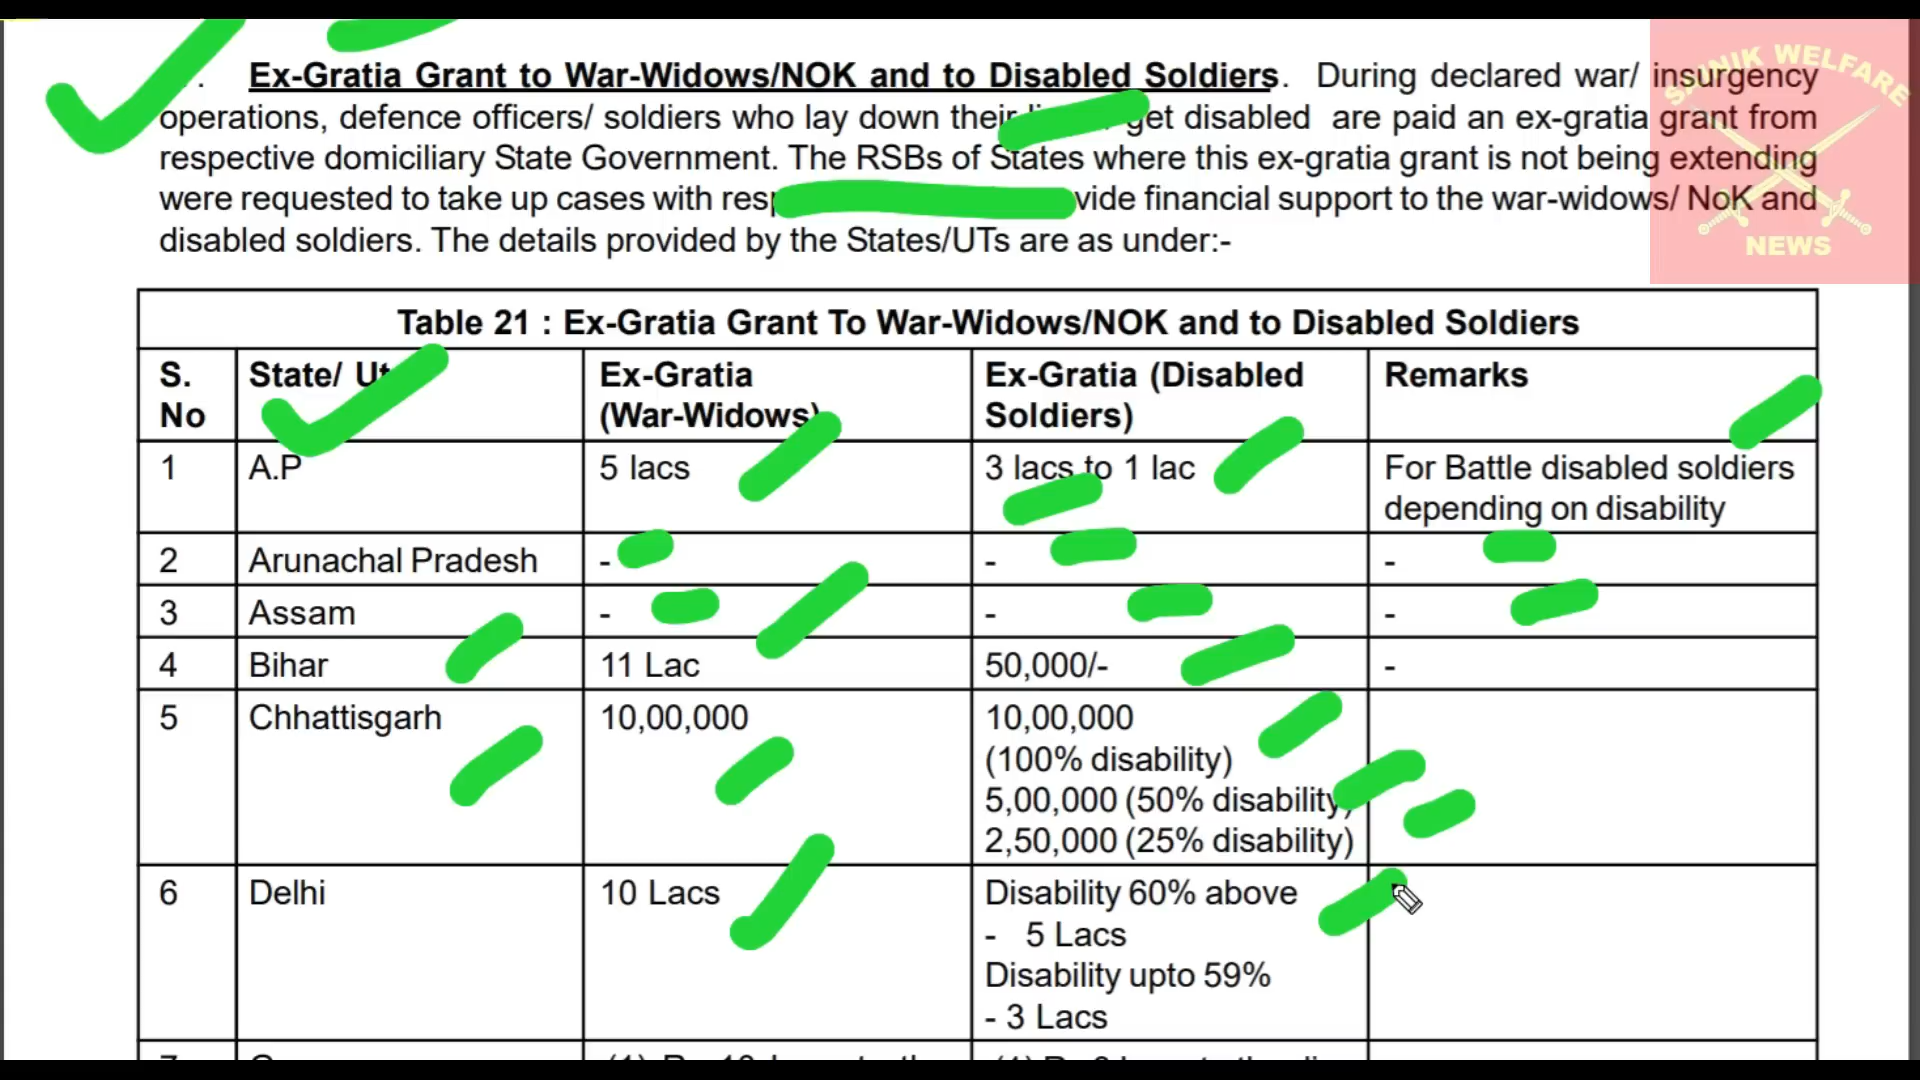 Ex-Gratia Grant to War-Widows/NOK and to Disabled Soldiers. During declared war/ insurgency
operations, defence officers/ soldiers who lay down their get disabled are paid an ex-gratia grant from
respective domiciliary State Government. The RSBs of States where this ex-gratia grant is not being extending
were requested to take up cases with financial support to the war-widows/ NoK and
disabled soldiers. The details provided by the States/UTs are as under:-
SAINIK WELFARE
NEWS
Table 21 : Ex-Gratia Grant To War-Widows/NOK and to Disabled Soldiers
S. No State/ Ut Ex-Gratia (War-Widows) Ex-Gratia (Disabled Soldiers) Remarks
1 A.P 5 lacs 3 lacs to 1 lac For Battle disabled soldiers
depending on disability
2 Arunachal Pradesh - - -
3 Assam - - -
4 Bihar 11 Lac 50,000/- -
5 Chhattisgarh 10,00,000 10,00,000
(100% disability)
5,00,000 (50% disability)
2,50,000 (25% disability)
6 Delhi 10 Lacs Disability 60% above
- 5 Lacs
Disability upto 59%
- 3 Lacs